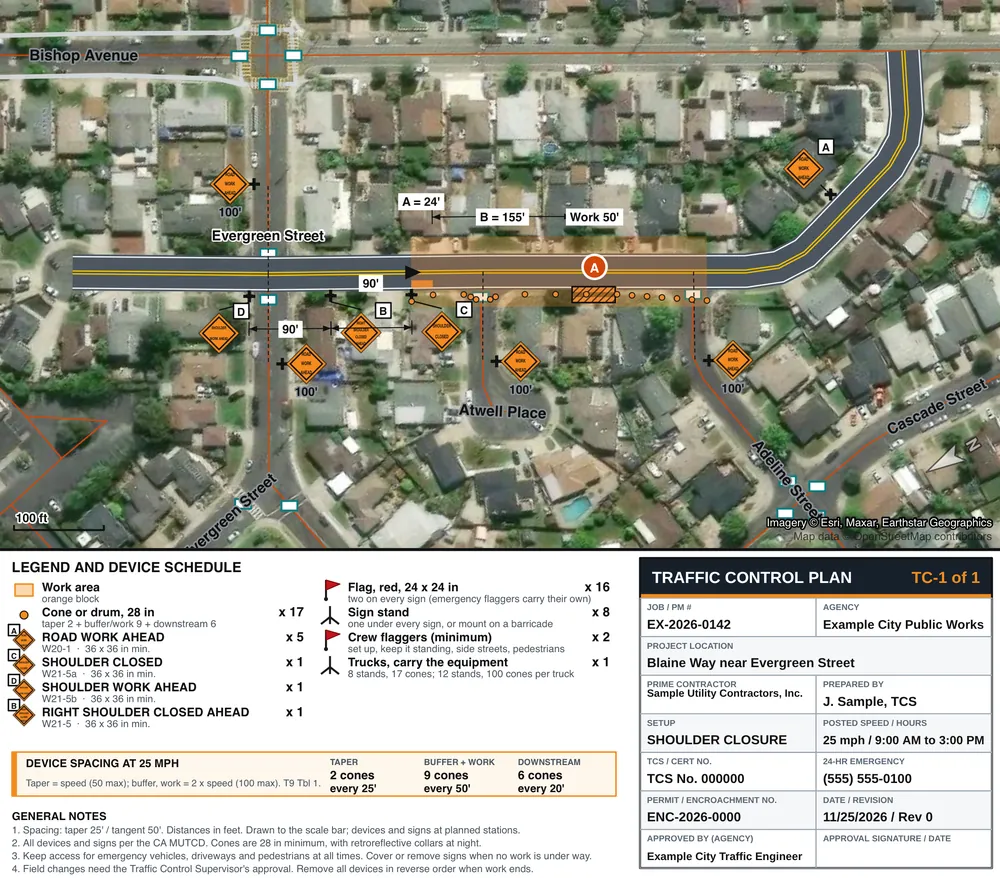 Bishop Avenue
A
ROAD WORK AHEAD
100'
A = 24'
B = 155'
Work 50'
Evergreen Street
A
90'
D
B
C
90'
SHOULDER WORK AHEAD
SHOULDER CLOSED
100'
100'
100'
Atwell Place
Cascade Street
Adeline Street
Evergreen Street
N
100 ft
Imagery © Esri, Maxar, Earthstar Geographics
Map data © OpenStreetMap contributors
LEGEND AND DEVICE SCHEDULE
Work area
orange block
Cone or drum, 28 in x 17
taper 2 + buffer/work 9 + downstream 6
A
ROAD WORK AHEAD x 5
W20-1 · 36 x 36 in min.
C
SHOULDER CLOSED x 1
W21-5a · 36 x 36 in min.
D
SHOULDER WORK AHEAD x 1
W21-5b · 36 x 36 in min.
B
RIGHT SHOULDER CLOSED AHEAD x 1
W21-5 · 36 x 36 in min.
Flag, red, 24 x 24 in x 16
two on every sign (emergency flaggers carry their own)
Sign stand x 8
one under every sign, or mount on a barricade
Crew flaggers (minimum) x 2
set up, keep it standing, side streets, pedestrians
Trucks, carry the equipment x 1
8 stands, 17 cones; 12 stands, 100 cones per truck
DEVICE SPACING AT 25 MPH
Taper = speed (50 max); buffer, work = 2 x speed (100 max). T9 Tbl 1.
TAPER
2 cones
every 25'
BUFFER + WORK
9 cones
every 50'
DOWNSTREAM
6 cones
every 20'
GENERAL NOTES
1. Spacing: taper 25' / tangent 50'. Distances in feet. Drawn to the scale bar; devices and signs at planned stations.
2. All devices and signs per the CA MUTCD. Cones are 28 in minimum, with retroreflective collars at night.
3. Keep access for emergency vehicles, driveways and pedestrians at all times. Cover or remove signs when no work is under way.
4. Field changes need the Traffic Control Supervisor's approval. Remove all devices in reverse order when work ends.
TRAFFIC CONTROL PLAN TC-1 of 1
JOB / PM #
EX-2026-0142
AGENCY
Example City Public Works
PROJECT LOCATION
Blaine Way near Evergreen Street
PRIME CONTRACTOR
Sample Utility Contractors, Inc.
PREPARED BY
J. Sample, TCS
SETUP
SHOULDER CLOSURE
POSTED SPEED / HOURS
25 mph / 9:00 AM to 3:00 PM
TCS / CERT NO.
TCS No. 000000
24-HR EMERGENCY
(555) 555-0100
PERMIT / ENCROACHMENT NO.
ENC-2026-0000
DATE / REVISION
11/25/2026 / Rev 0
APPROVED BY (AGENCY)
Example City Traffic Engineer
APPROVAL SIGNATURE / DATE